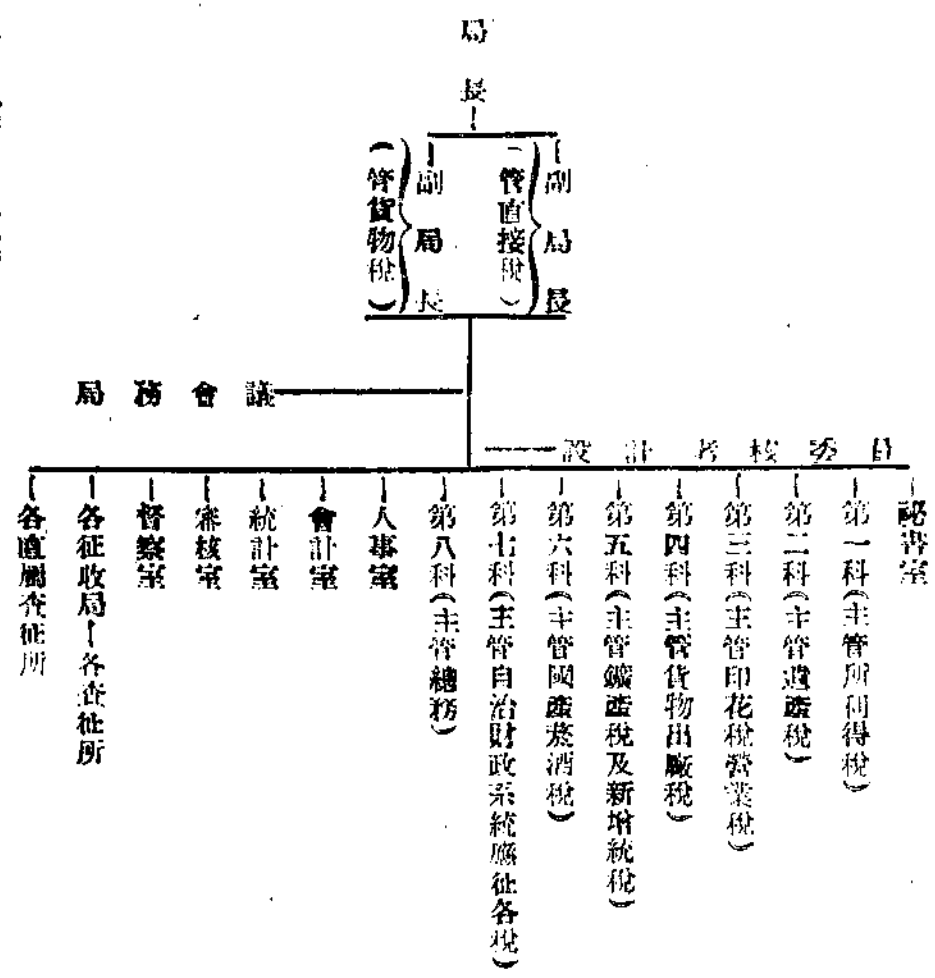 局長
副局長
（管直接稅）
副局長
（管貨物稅）
局務會議
設計考核委員
祕書室
第一科（主管所利得稅）
第二科（主管遺產稅）
第三科（主管印花稅營業稅）
第四科（主管貨物出廠稅）
第五科（主管鑛產稅及新增統稅）
第六科（主管國產菸酒稅）
第七科（主管自治財政系統應征各稅）
第八科（主管總務）
人事室
會計室
統計室
審核室
督察室
各征收局 各查征所
各直屬查征所